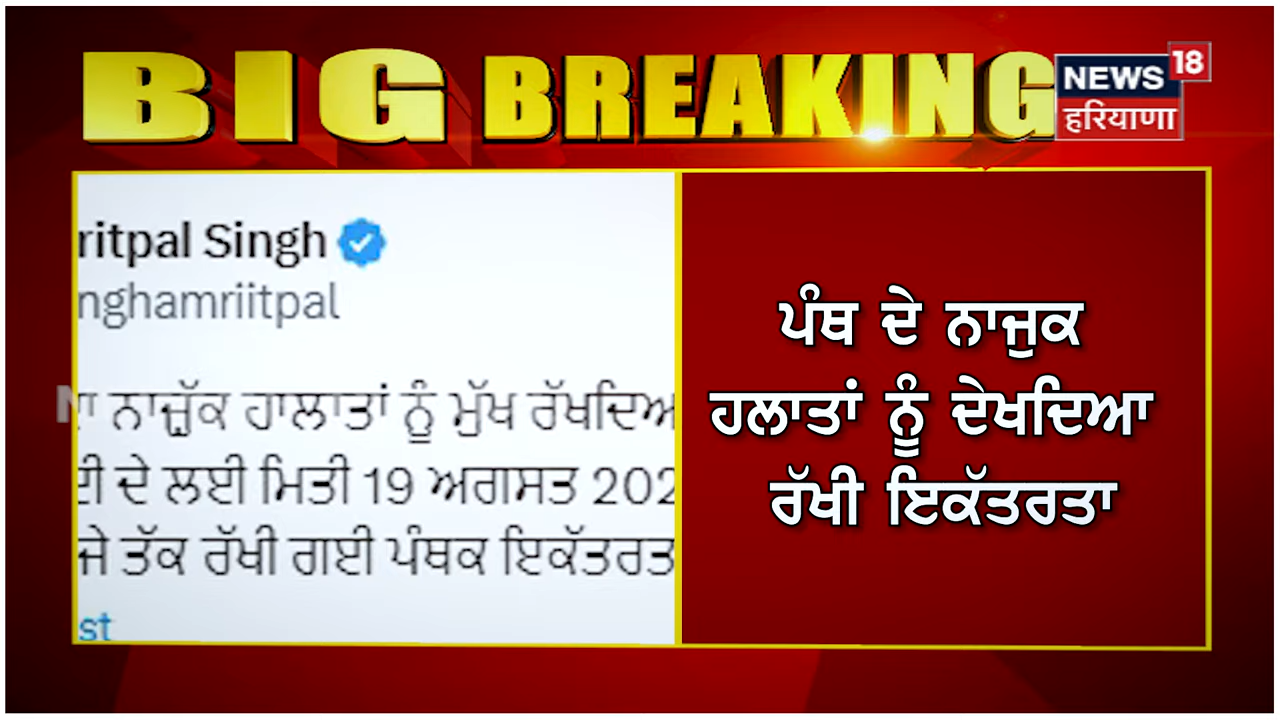 BIG BREAKING
NEWS 18
हरियाणा
ritpal Singh
nghamriitpal
ਨਾਜ਼ੁੱਕ ਹਾਲਾਤਾਂ ਨੂੰ ਮੁੱਖ ਰੱਖਦਿਅ
ਦੇ ਲਈ ਮਿਤੀ 19 ਅਗਸਤ 202
ਜੇ ਤੱਕ ਰੱਖੀ ਗਈ ਪੰਥਕ ਇਕੱਤਰਤ
st
ਪੰਥ ਦੇ ਨਾਜੁਕ
ਹਲਾਤਾਂ ਨੂੰ ਦੇਖਦਿਆ
ਰੱਖੀ ਇਕੱਤਰਤਾ